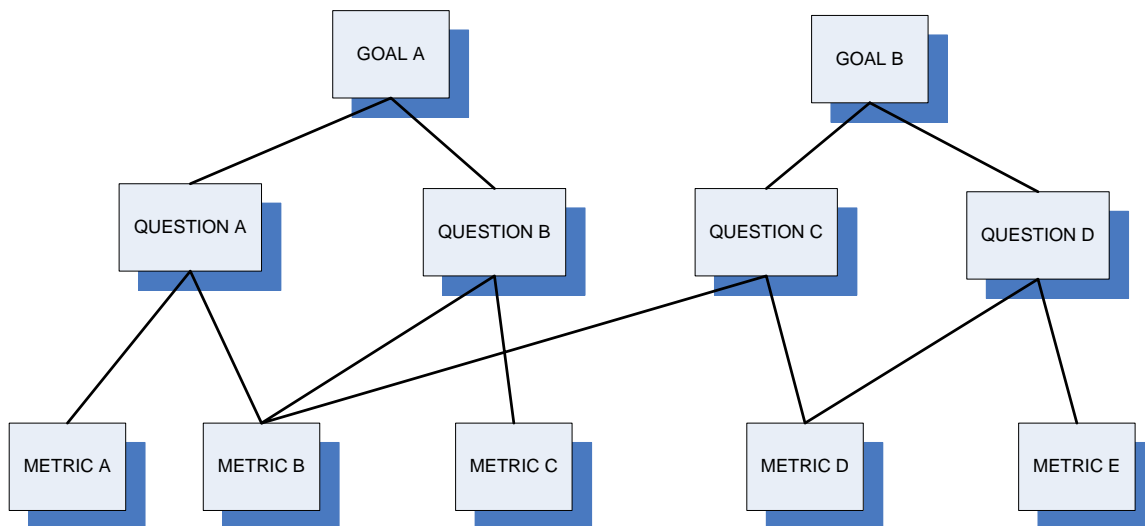 GOAL A
GOAL B
QUESTION A
QUESTION B
QUESTION C
QUESTION D
METRIC A
METRIC B
METRIC C
METRIC D
METRIC E